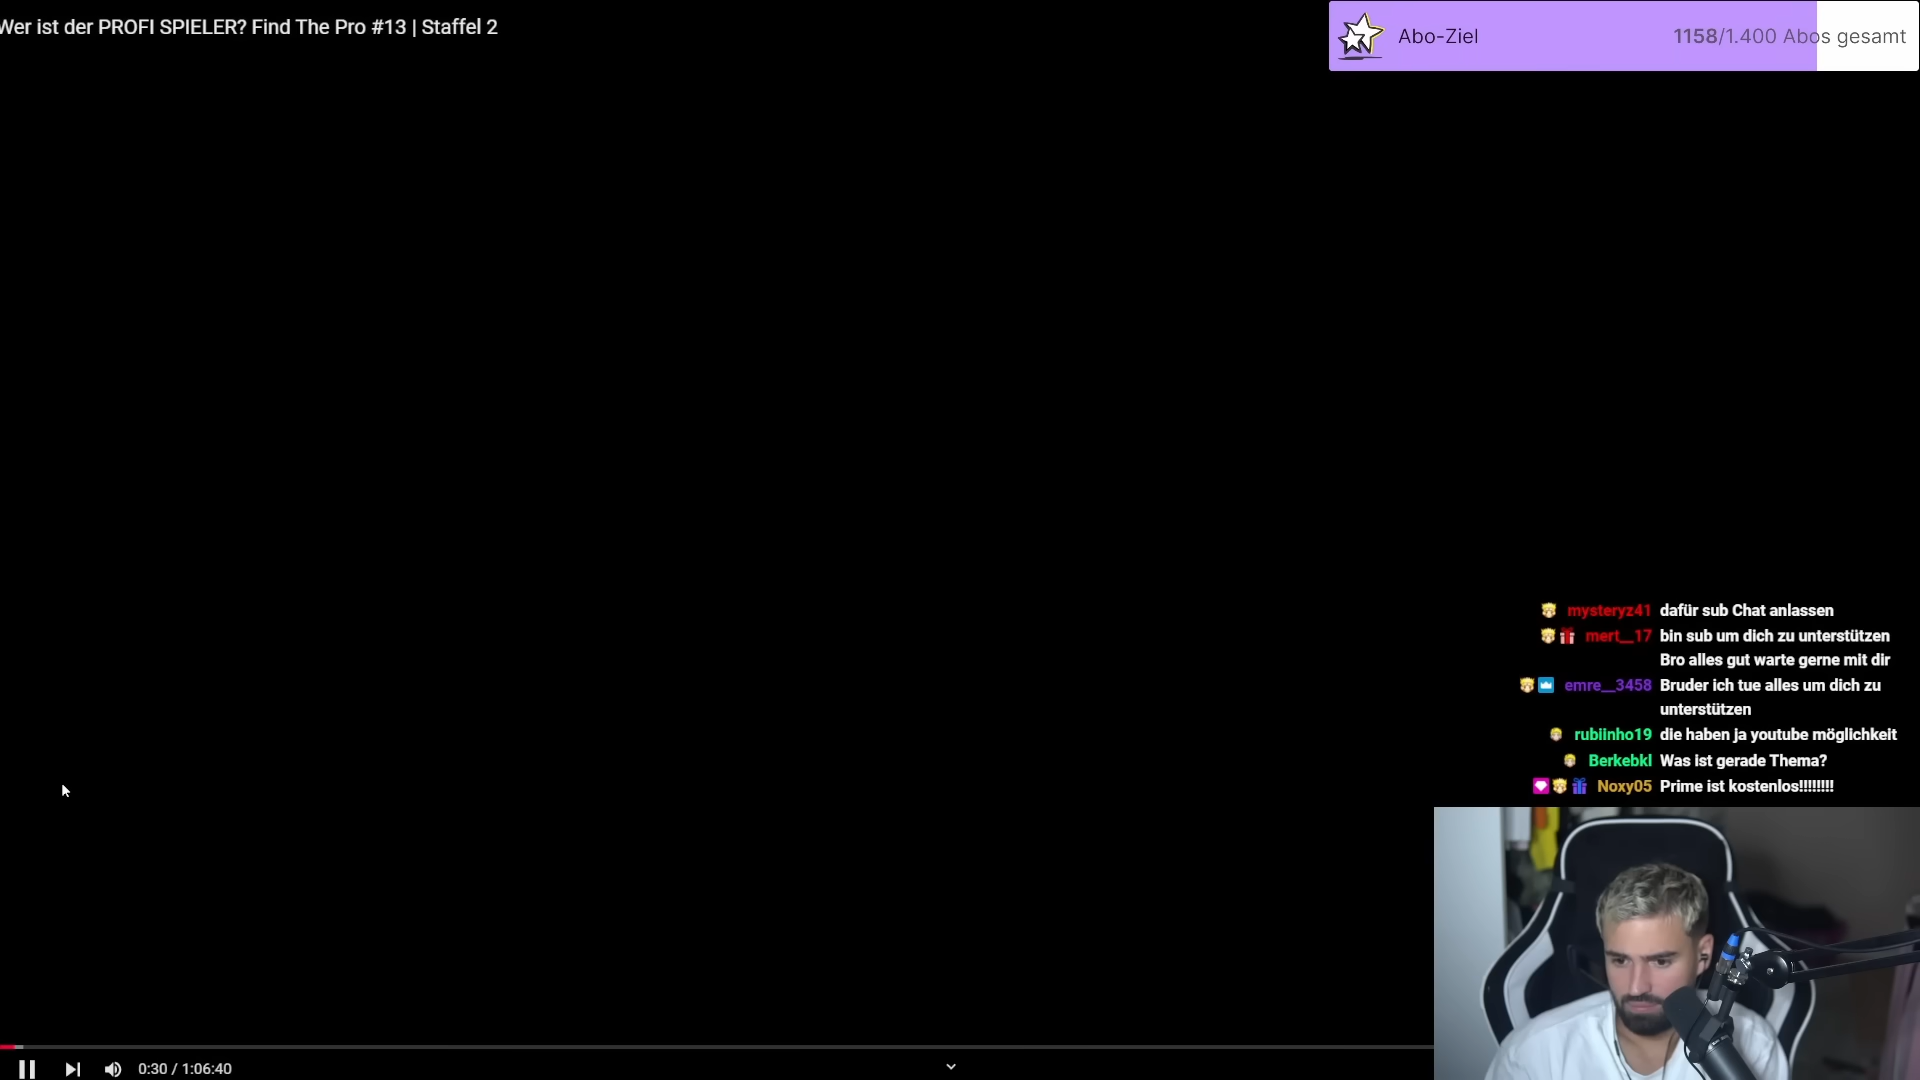 Wer ist der PROFI SPIELER? Find The Pro #13 | Staffel 2
Abo-Ziel
1158/1.400 Abos gesamt
mysteryz41 dafür sub Chat anlassen
mert__17 bin sub um dich zu unterstützen
Bro alles gut warte gerne mit dir
emre__3458 Bruder ich tue alles um dich zu
unterstützen
rubiinho19 die haben ja youtube möglichkeit
Berkebkl Was ist gerade Thema?
Noxy05 Prime ist kostenlos!!!!!!!!
0:30 / 1:06:40